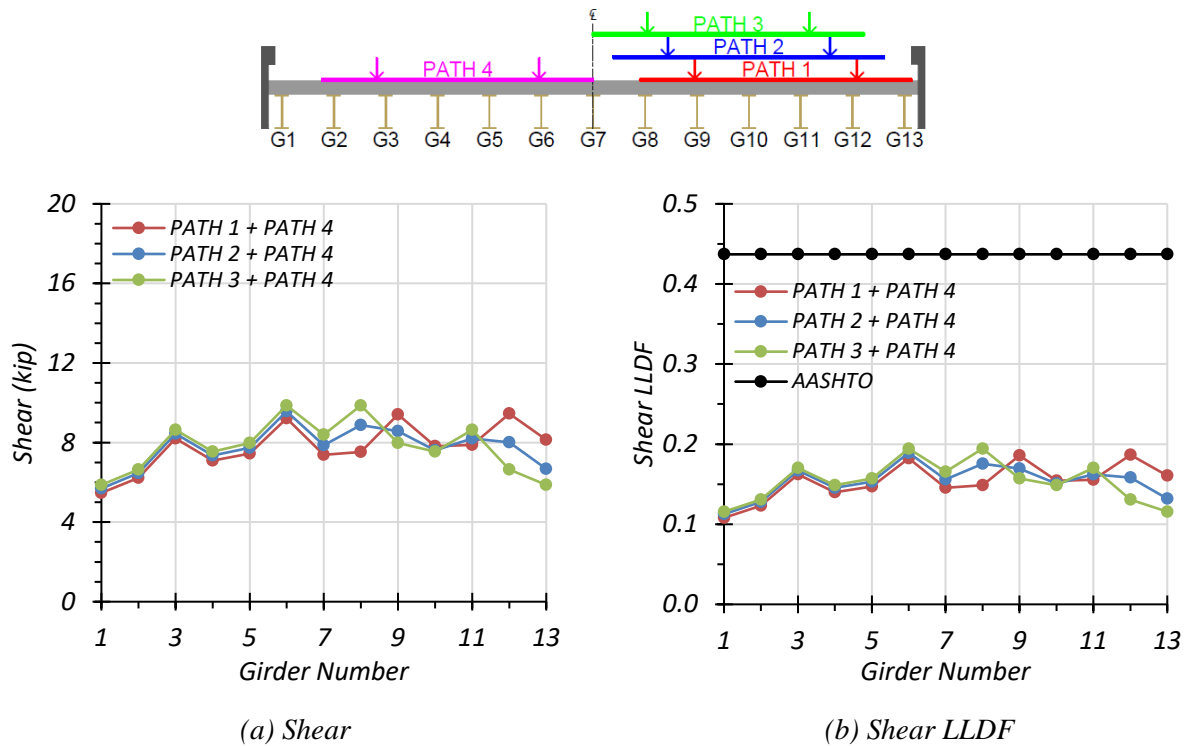 ℄
PATH 3
PATH 2
PATH 4 PATH 1
G1 G2 G3 G4 G5 G6 G7 G8 G9 G10 G11 G12 G13
Shear (kip)
20
16
12
8
4
0
PATH 1 + PATH 4
PATH 2 + PATH 4
PATH 3 + PATH 4
1 3 5 7 9 11 13
Girder Number
(a) Shear
Shear LLDF
0.5
0.4
0.3
0.2
0.1
0.0
PATH 1 + PATH 4
PATH 2 + PATH 4
PATH 3 + PATH 4
AASHTO
1 3 5 7 9 11 13
Girder Number
(b) Shear LLDF